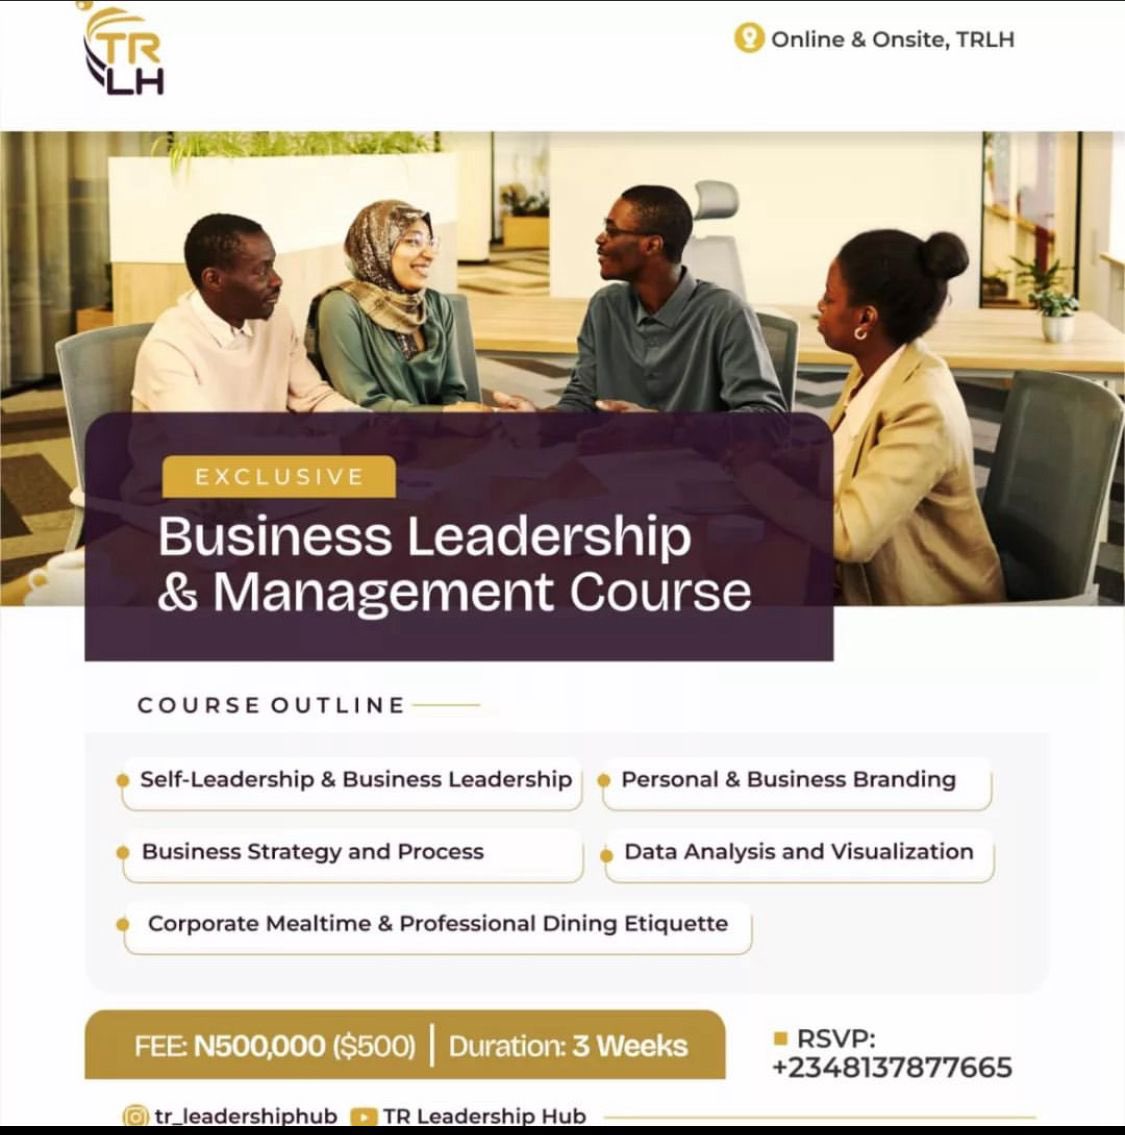 TR
LH
Online & Onsite, TRLH
EXCLUSIVE
Business Leadership
& Management Course
COURSE OUTLINE
Self-Leadership & Business Leadership
Personal & Business Branding
Business Strategy and Process
Data Analysis and Visualization
Corporate Mealtime & Professional Dining Etiquette
FEE: N500,000 ($500) | Duration: 3 Weeks
RSVP:
+2348137877665
tr_leadershiphub TR Leadership Hub